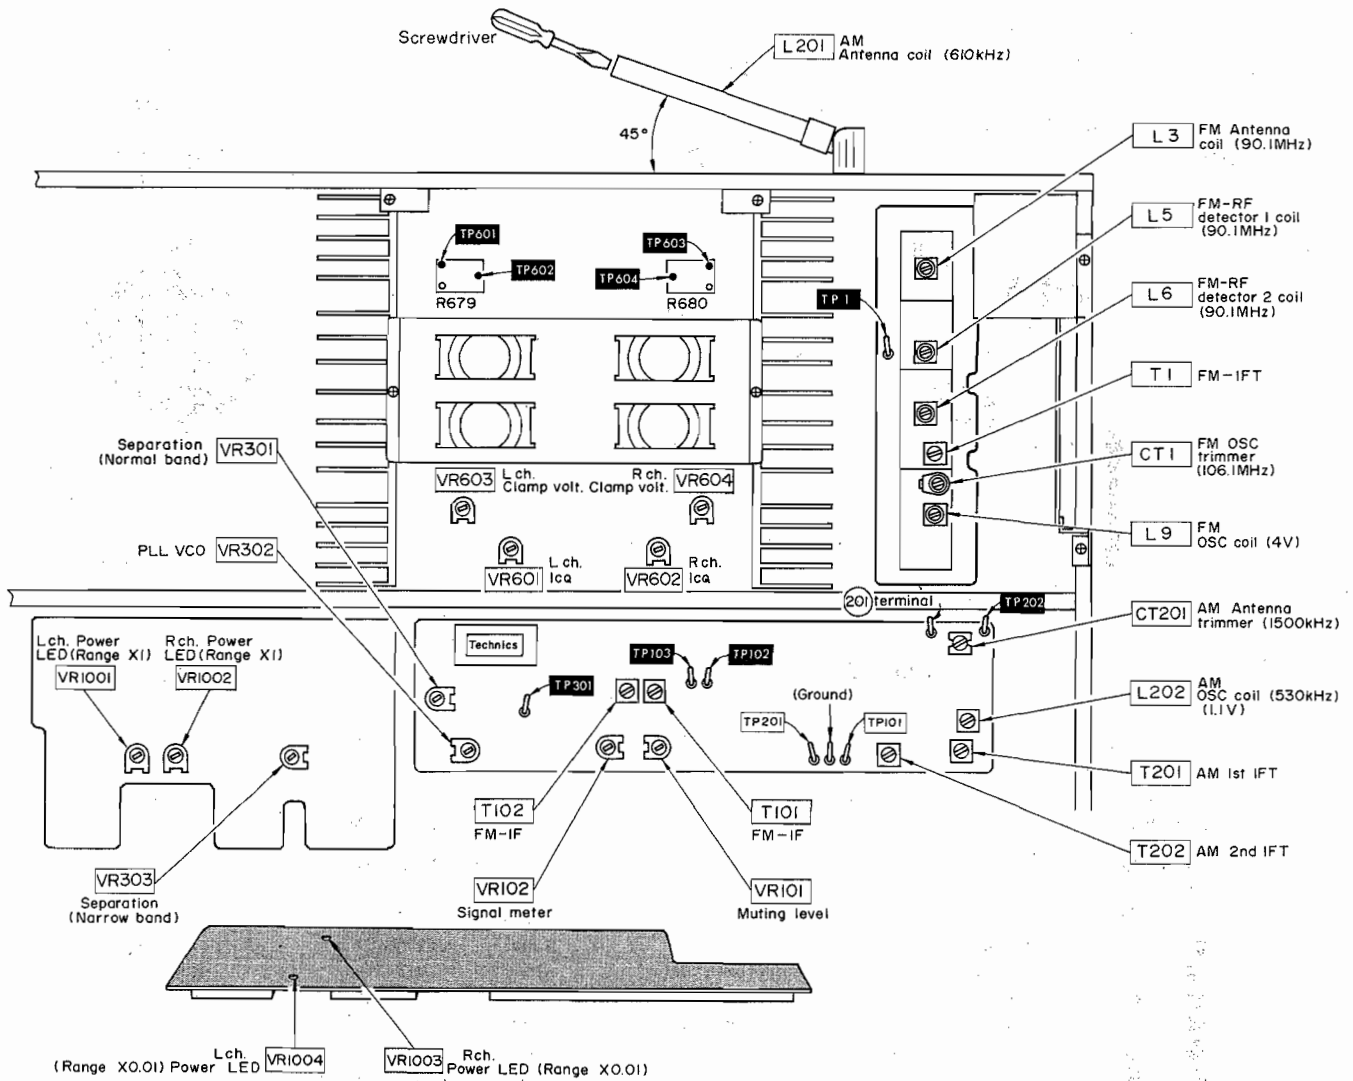 Screwdriver
L201 AM
Antenna coil (610kHz)
45°
L3 FM Antenna
coil (90.1MHz)
L5 FM-RF
detector 1 coil
(90.1MHz)
L6 FM-RF
detector 2 coil
(90.1MHz)
T1 FM-IFT
CT1 FM OSC
trimmer
(106.1MHz)
L9 FM
OSC coil (4V)
CT201 AM Antenna
trimmer (1500kHz)
L202 AM
OSC coil (530kHz)
(1.1V)
T201 AM 1st IFT
T202 AM 2nd IFT
TP601
TP602
R679
TP603
TP604
R680
TP1
Separation
(Normal band) VR301
PLL VCO VR302
VR603 L ch.
Clamp volt.
R ch.
Clamp volt. VR604
L ch.
Icq
VR601
R ch.
Icq
VR602
201 terminal
TP202
L ch. Power
LED (Range X1)
VR1001
R ch. Power
LED (Range X1)
VR1002
Technics
TP301
TP103
TP102
(Ground)
TP201
TP101
T102
FM-IF
T101
FM-IF
VR303
Separation
(Narrow band)
VR102
Signal meter
VR101
Muting level
L ch.
(Range X0.01) Power LED VR1004
VR1003 R ch.
Power LED (Range X0.01)